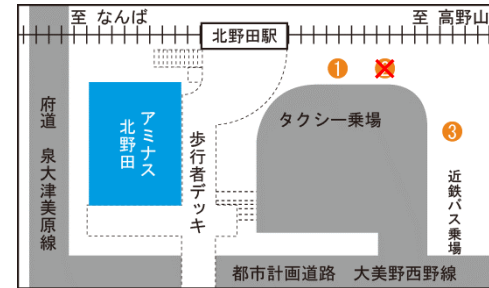 至 なんば
至 高野山
北野田駅
1
3
タクシー乗場
府道 泉大津美原線
アミナス
北野田
歩行者デッキ
近鉄バス乗場
都市計画道路 大美野西野線